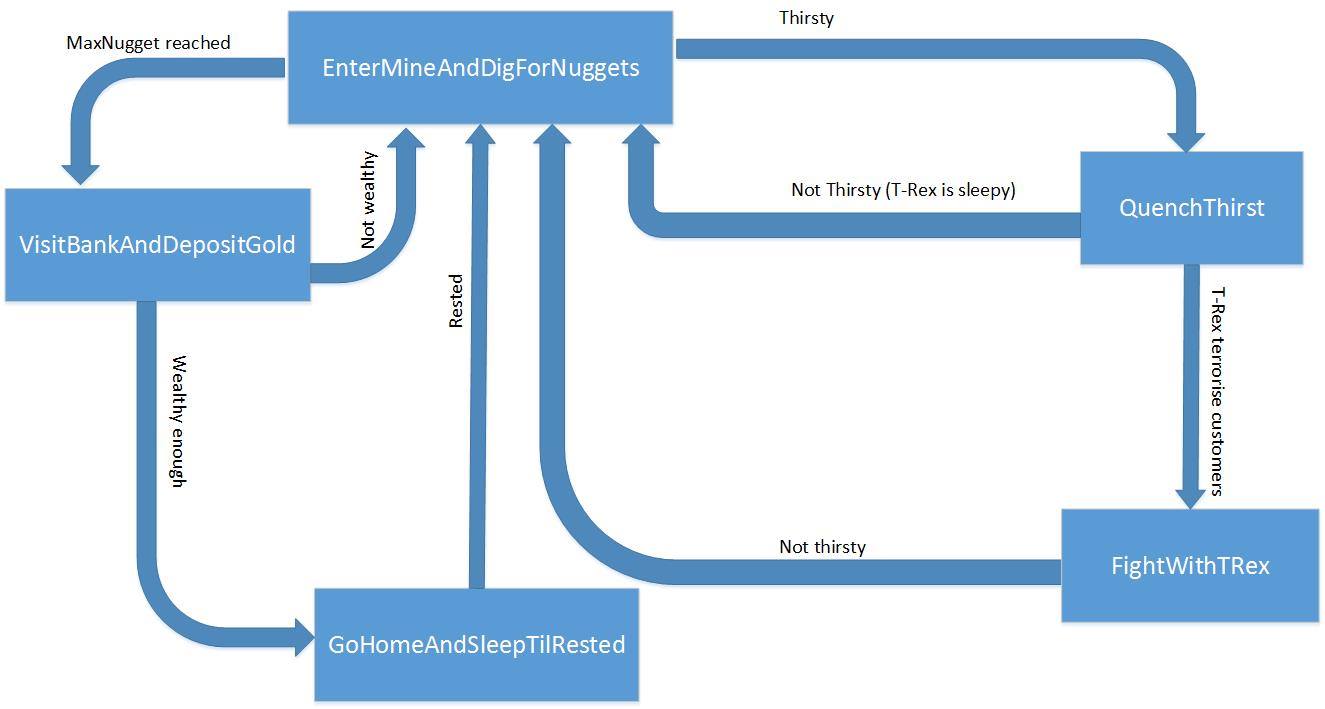 Thirsty
MaxNugget reached
EnterMineAndDigForNuggets
Not wealthy
Not Thirsty (T-Rex is sleepy)
QuenchThirst
VisitBankAndDepositGold
Rested
T-Rex terrorise customers
Wealthy enough
Not thirsty
FightWithTRex
GoHomeAndSleepTilRested